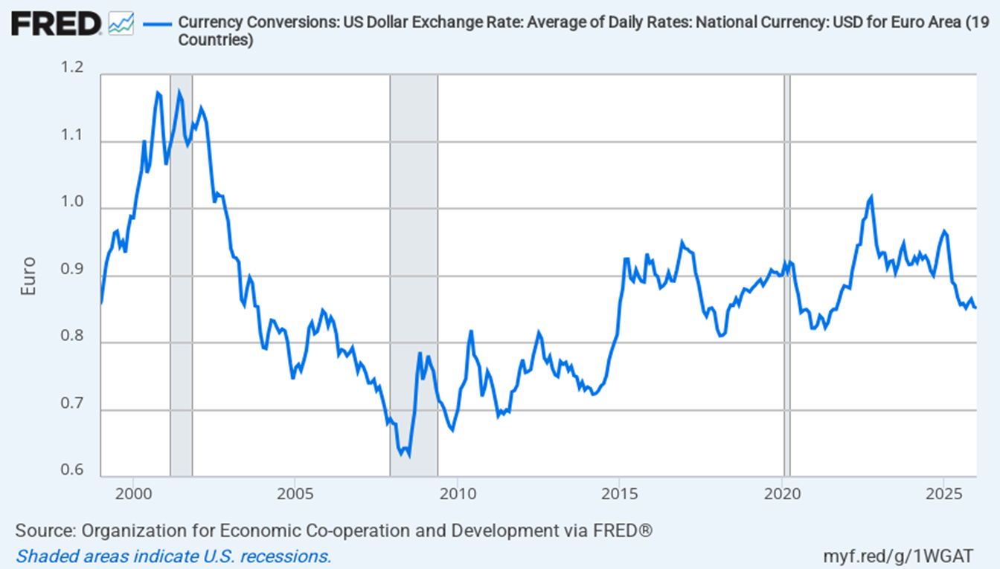 FRED
Currency Conversions: US Dollar Exchange Rate: Average of Daily Rates: National Currency: USD for Euro Area (19
Countries)
1.2
1.1
1.0
0.9
0.8
0.7
0.6
Euro
2000 2005 2010 2015 2020 2025
Source: Organization for Economic Co-operation and Development via FRED®
Shaded areas indicate U.S. recessions.
myf.red/g/1WGAT